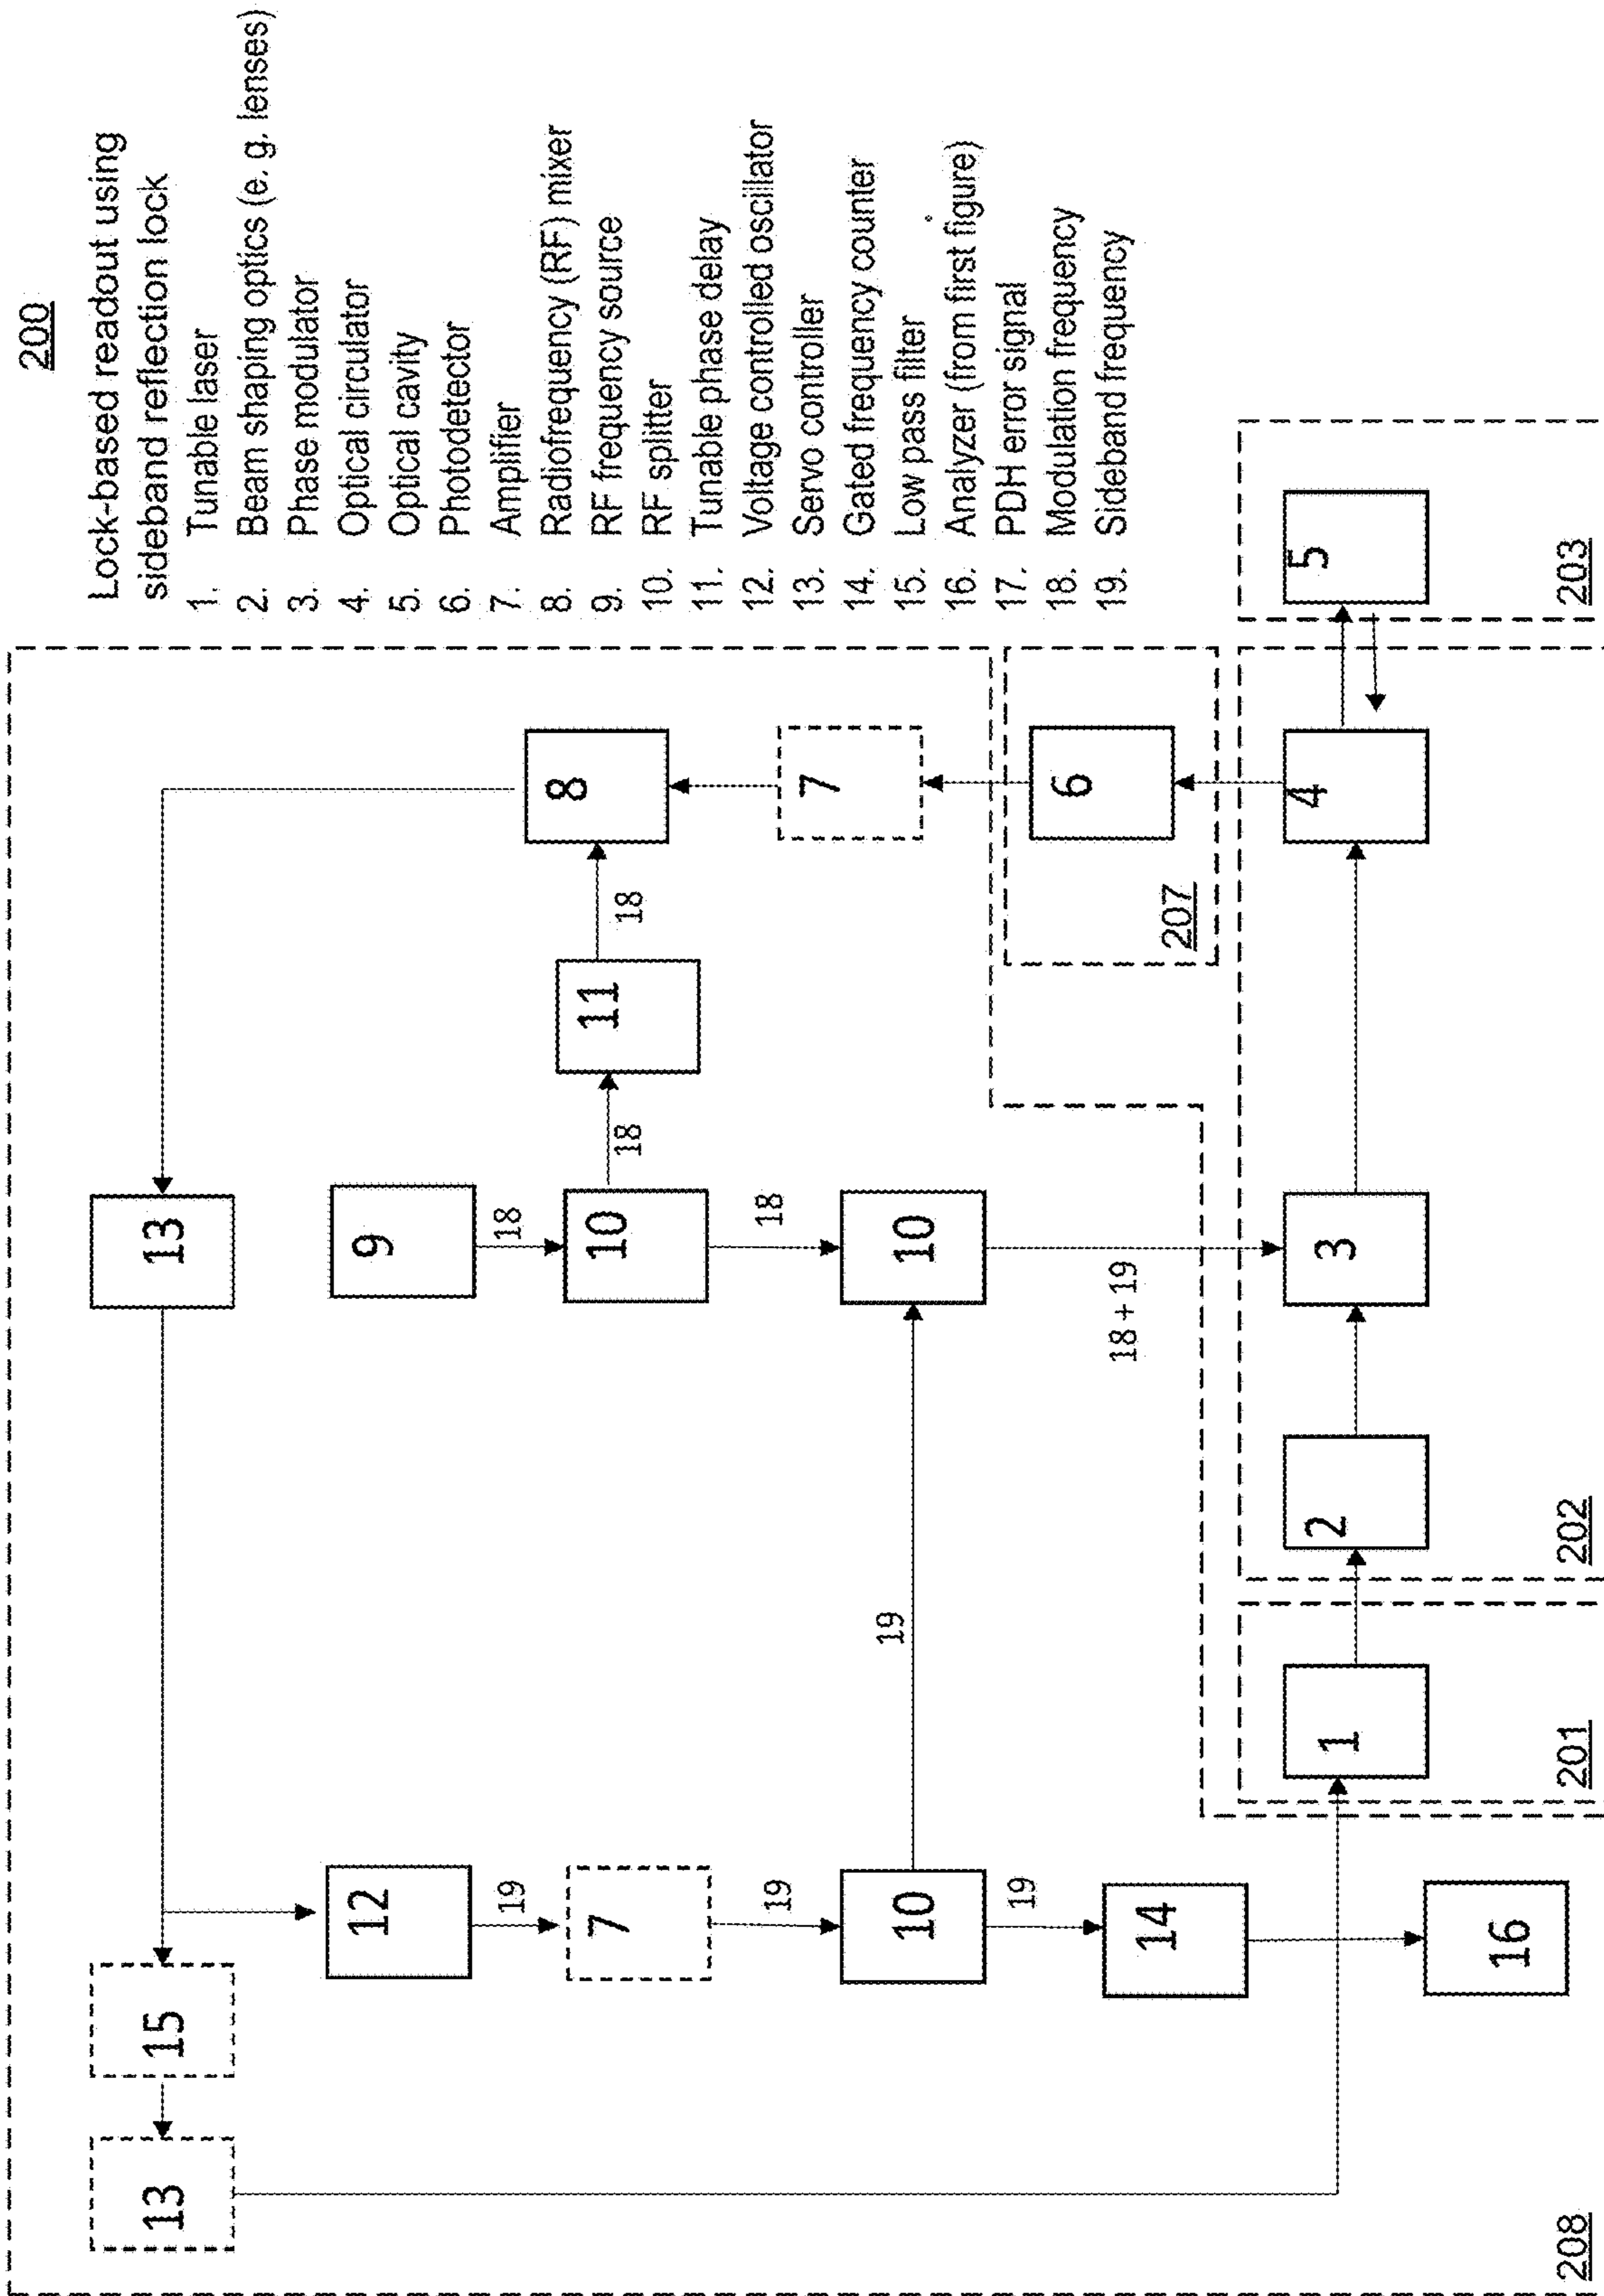 200
Lock-based readout using
sideband reflection lock
1. Tunable laser
2. Beam shaping optics (e. g. lenses)
3. Phase modulator
4. Optical circulator
5. Optical cavity
6. Photodetector
7. Amplifier
8. Radiofrequency (RF) mixer
9. RF frequency source
10. RF splitter
11. Tunable phase delay
12. Voltage controlled oscillator
13. Servo controller
14. Gated frequency counter
15. Low pass filter
16. Analyzer (from first figure)
17. PDH error signal
18. Modulation frequency
19. Sideband frequency
13
15
13
12
9
8
19
18
7
10
18
11
18
19
18
7
10
19
10
19
18 + 19
6
207
14
1
2
3
4
5
16
208
201
202
203